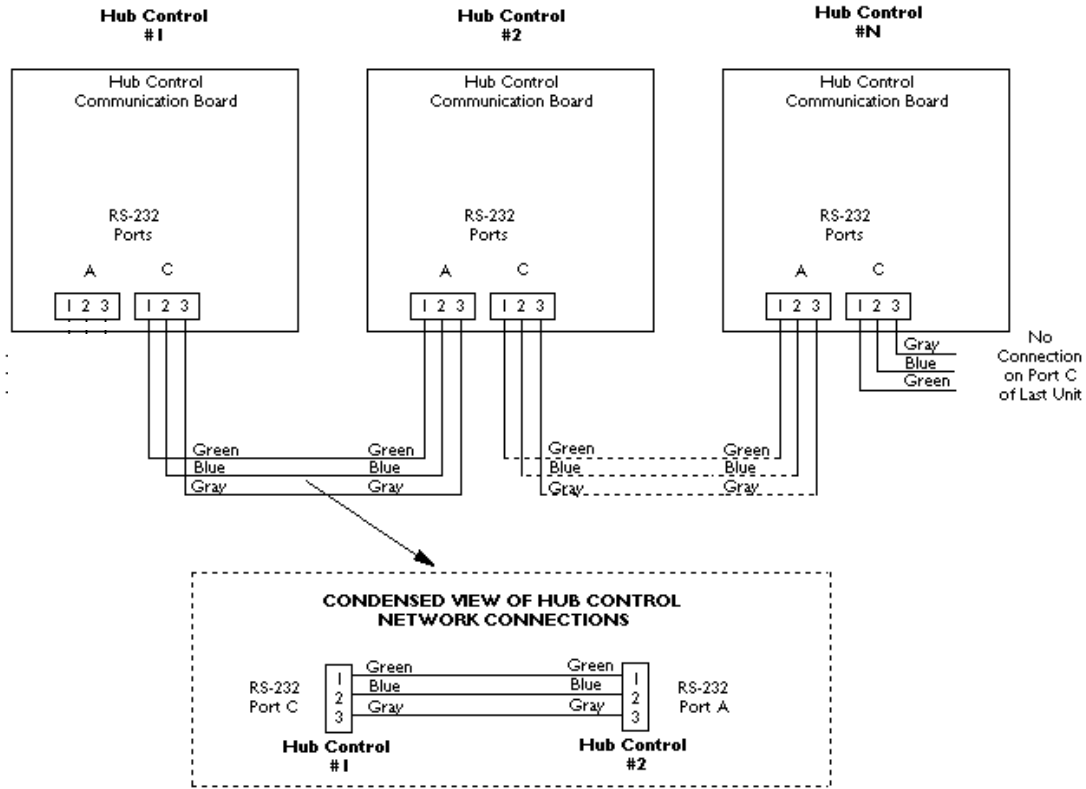 Hub Control
#1
Hub Control
#2
Hub Control
#N
Hub Control
Communication Board
RS-232
Ports
A C
1 2 3 1 2 3
Hub Control
Communication Board
RS-232
Ports
A C
1 2 3 1 2 3
Hub Control
Communication Board
RS-232
Ports
A C
1 2 3 1 2 3
Gray
Blue
Green
No
Connection
on Port C
of Last Unit
Green Green
Blue Blue
Gray Gray
Green Green
Blue Blue
Gray Gray
CONDENSED VIEW OF HUB CONTROL
NETWORK CONNECTIONS
RS-232
Port C
1
2
3
Green Green
Blue Blue
Gray Gray
1
2
3
RS-232
Port A
Hub Control
#1
Hub Control
#2